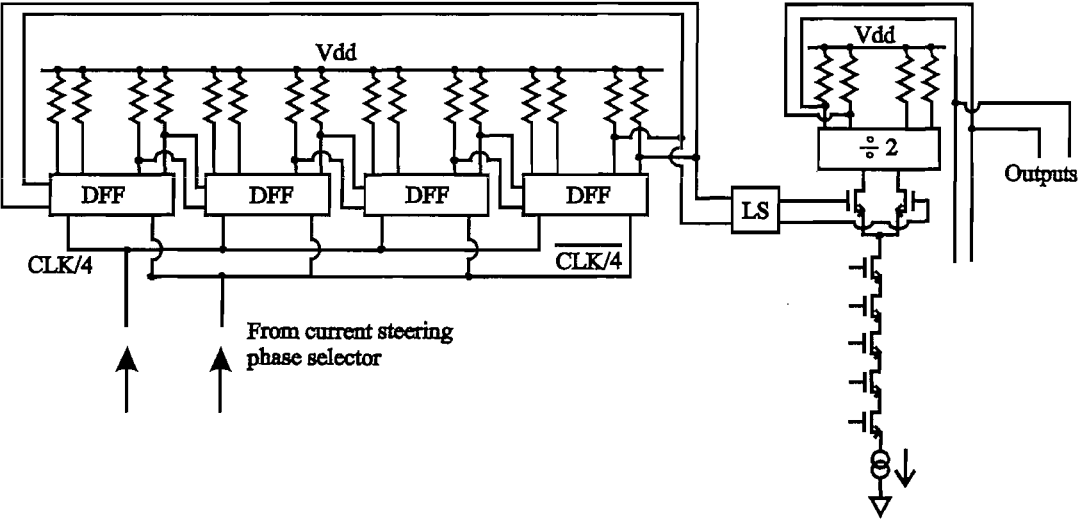 Vdd
Vdd
÷ 2
Outputs
DFF
DFF
DFF
DFF
LS
CLK/4
CLK/4
From current steering
phase selector